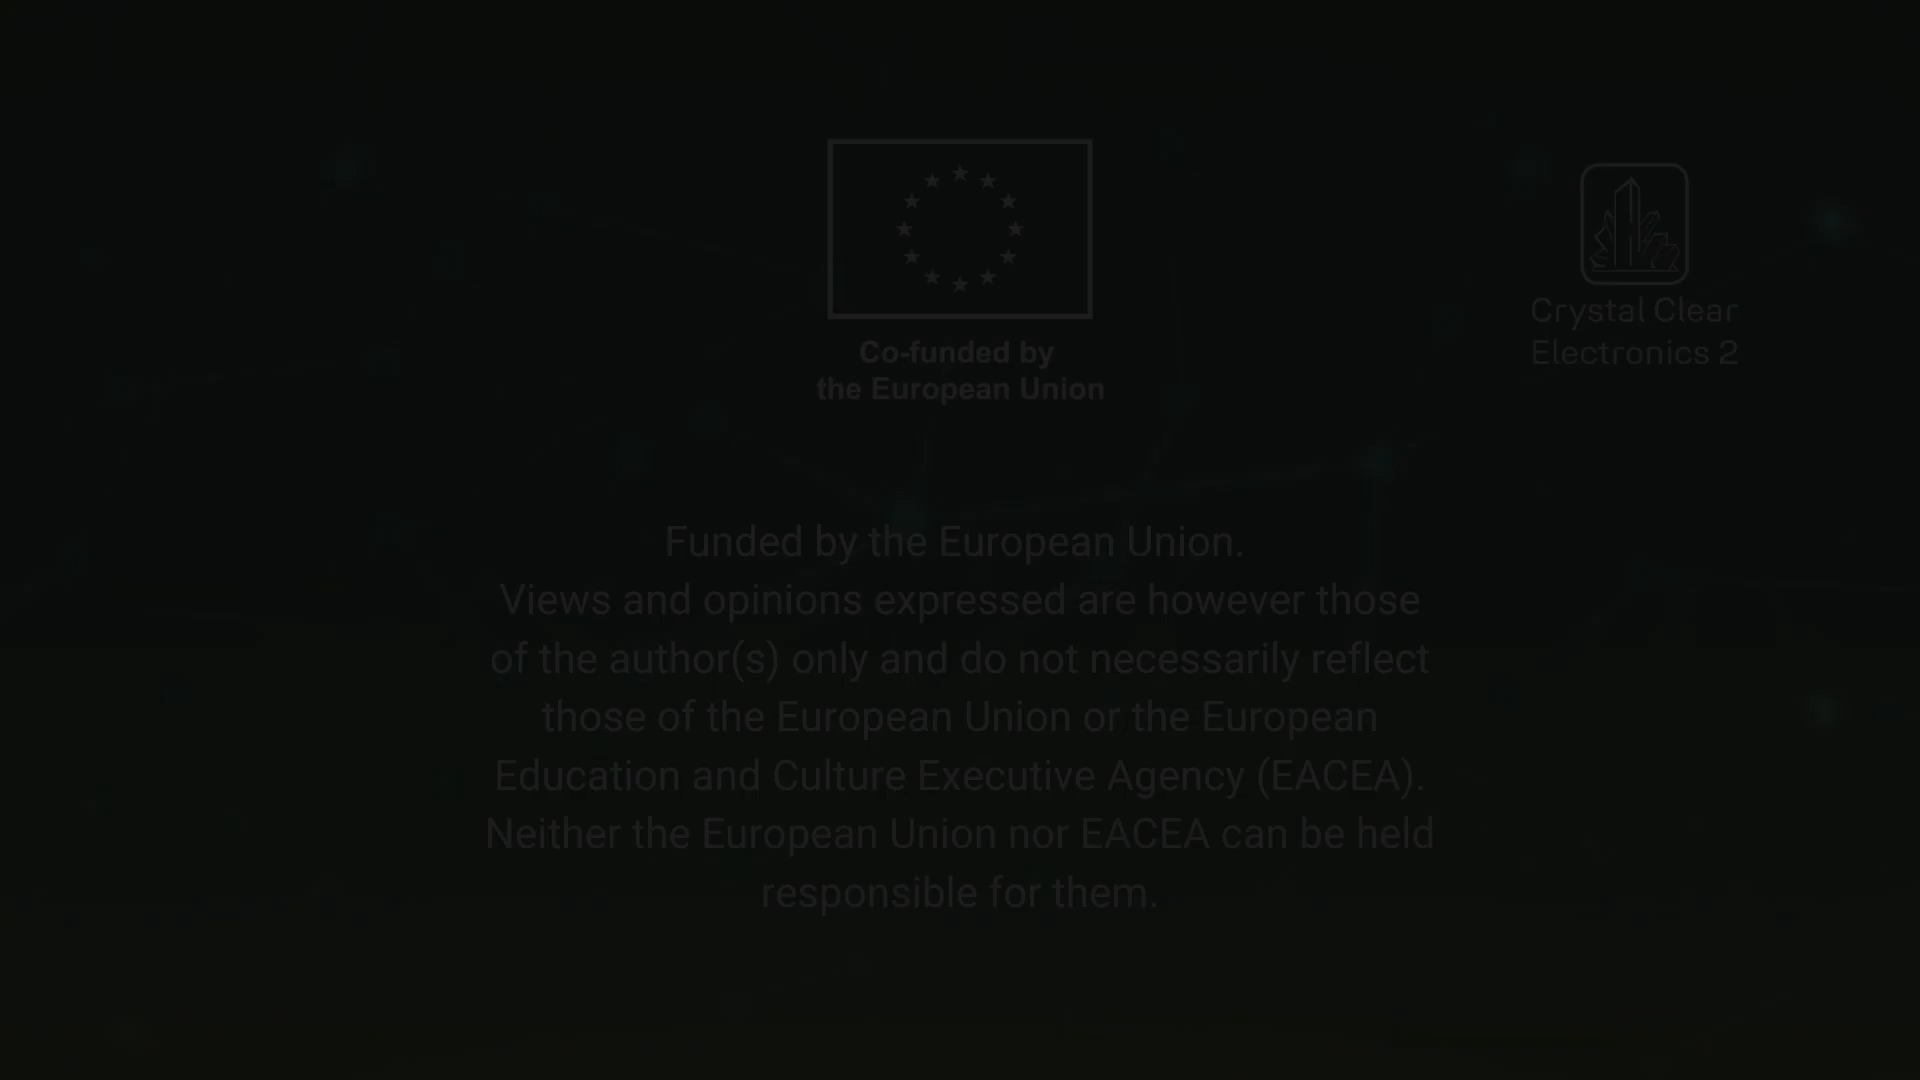 Co-funded by
the European Union
Crystal Clear
Electronics 2
Funded by the European Union.
Views and opinions expressed are however those
of the author(s) only and do not necessarily reflect
those of the European Union or the European
Education and Culture Executive Agency (EACEA).
Neither the European Union nor EACEA can be held
responsible for them.